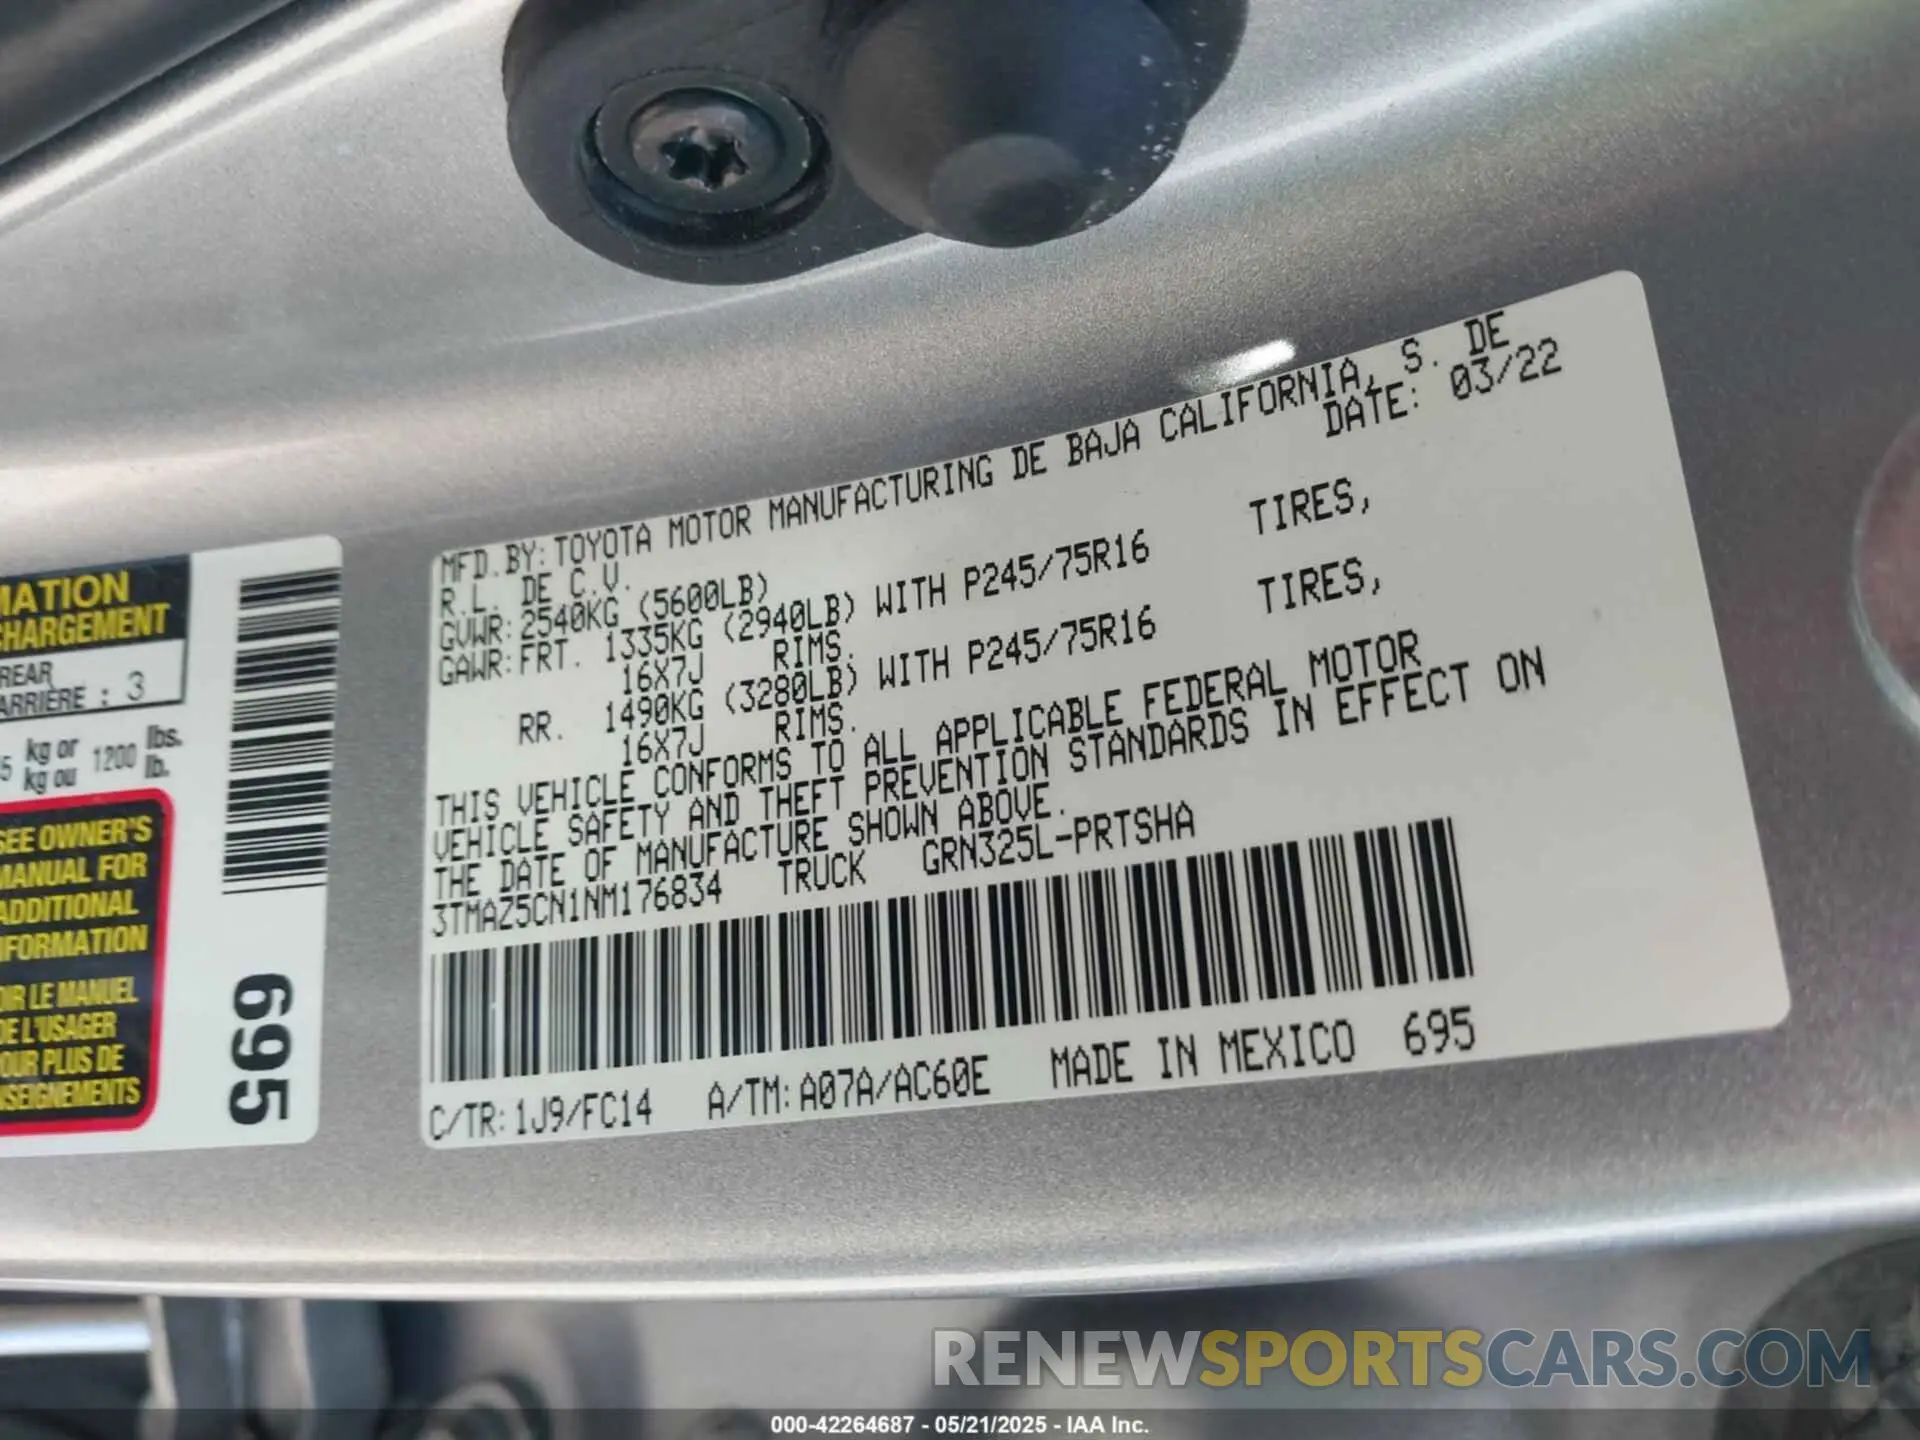 MATION
CHARGEMENT
REAR
ARRIÈRE : 3
5 kg or 1200 lbs.
kg ou lb.
SEE OWNER'S
MANUAL FOR
ADDITIONAL
INFORMATION
OIR LE MANUEL
DE L'USAGER
OUR PLUS DE
NSEIGNEMENTS
695
MFD. BY: TOYOTA MOTOR MANUFACTURING DE BAJA CALIFORNIA, S. DE
R.L. DE C.V. DATE: 03/22
GVWR: 2540KG (5600LB)
GAWR: FRT. 1335KG (2940LB) WITH P245/75R16 TIRES,
16X7J RIMS.
RR. 1490KG (3280LB) WITH P245/75R16 TIRES,
16X7J RIMS.
THIS VEHICLE CONFORMS TO ALL APPLICABLE FEDERAL MOTOR
VEHICLE SAFETY AND THEFT PREVENTION STANDARDS IN EFFECT ON
THE DATE OF MANUFACTURE SHOWN ABOVE.
3TMAZ5CN1NM176834 TRUCK GRN325L-PRTSHA
C/TR: 1J9/FC14 A/TM: A07A/AC60E MADE IN MEXICO 695
RENEWSPORTSCARS.COM
000-42264687 - 05/21/2025 - IAA Inc.